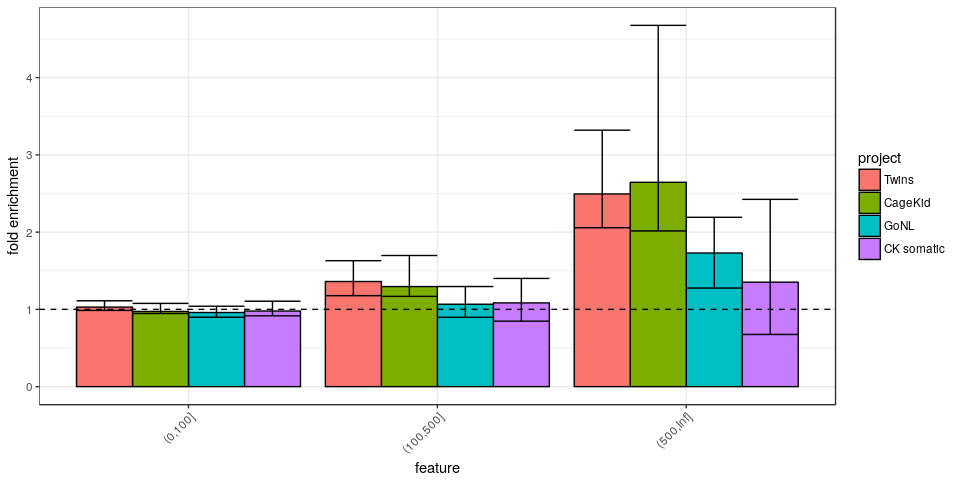 fold enrichment
4
3
2
1
0
(0,100]
(100,500]
(500,Inf]
feature
project
Twins
CageKid
GoNL
CK somatic